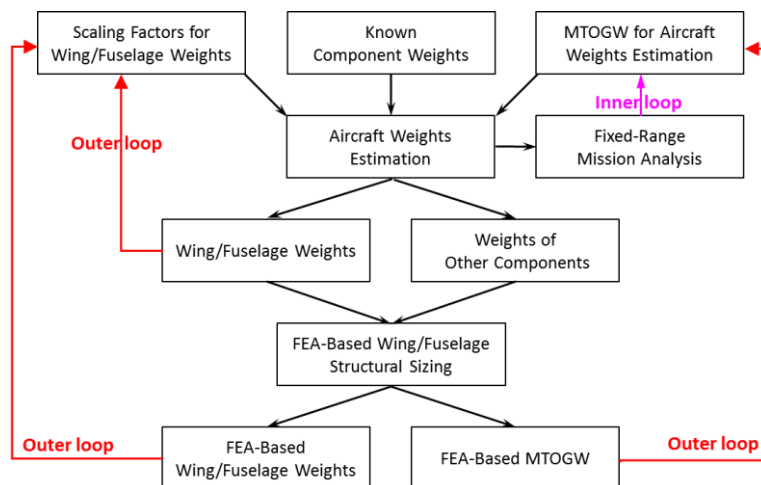 Scaling Factors for
Wing/Fuselage Weights
Known
Component Weights
MTOGW for Aircraft
Weights Estimation
Inner loop
Outer loop
Aircraft Weights
Estimation
Fixed-Range
Mission Analysis
Wing/Fuselage Weights
Weights of
Other Components
FEA-Based Wing/Fuselage
Structural Sizing
Outer loop
FEA-Based
Wing/Fuselage Weights
FEA-Based MTOGW
Outer loop